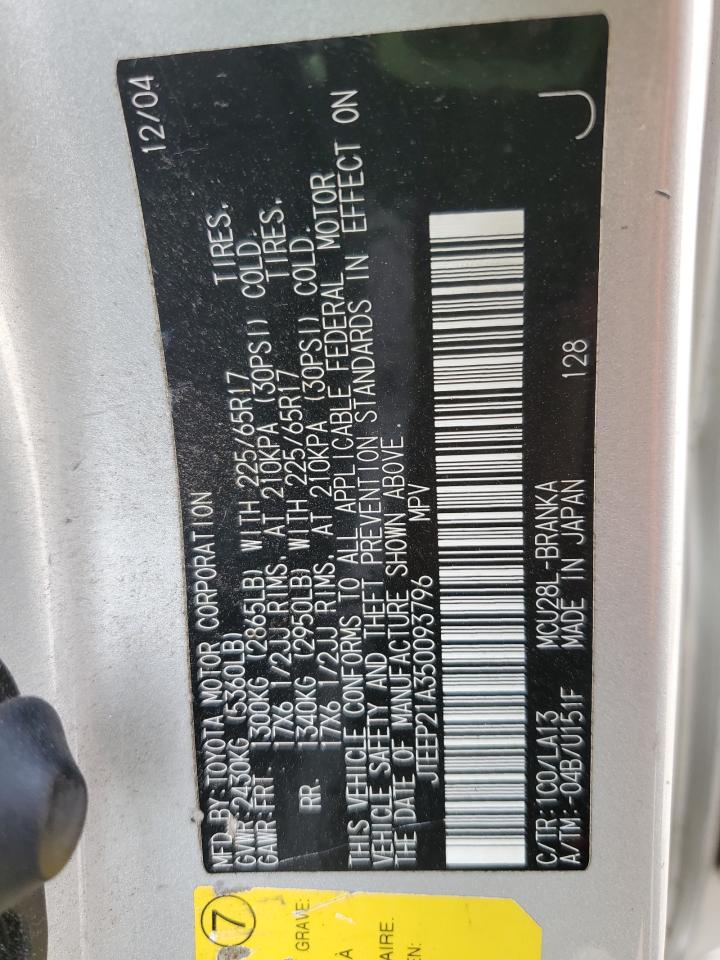 12/04
MFD.BY:TOYOTA MOTOR CORPORATION
GVWR:2430KG (5360LB)
GAWR:FRT 1300KG (2865LB) WITH 225/65R17 TIRES.
17X6 1/2JJ RIMS. AT 210KPA (30PSI) COLD.
RR. 1340KG (2950LB) WITH 225/65R17 TIRES.
17X6 1/2JJ RIMS. AT 210KPA (30PSI) COLD.
THIS VEHICLE CONFORMS TO ALL APPLICABLE FEDERAL MOTOR
VEHICLE SAFETY AND THEFT PREVENTION STANDARDS IN EFFECT ON
THE DATE OF MANUFACTURE SHOWN ABOVE.
JTEEP21A350093796 MPV
C/TR:1C0/LA13 MCU28L-BRANKA 128
A/TM:-04B/U151F MADE IN JAPAN
J
7
GRAVE:
À
AIRE.
EN: